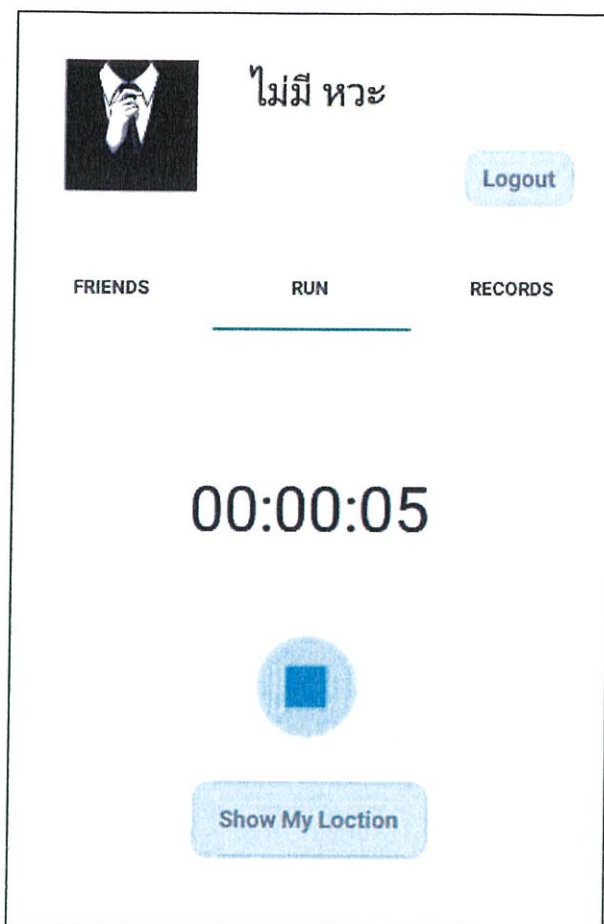 ไม่มี หวะ
Logout
FRIENDS RUN RECORDS
00:00:05
Show My Loction